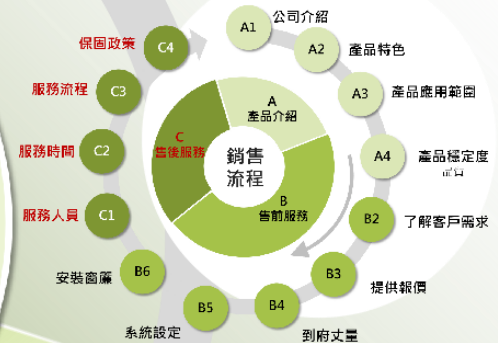 銷售
流程
A
產品介紹
B
售前服務
C
售後服務
A1
公司介紹
A2
產品特色
A3
產品應用範圍
A4
產品穩定度
B2
了解客戶需求
B3
提供報價
B4
到府丈量
B5
系統設定
B6
安裝窗簾
C1
服務人員
C2
服務時間
C3
服務流程
C4
保固政策